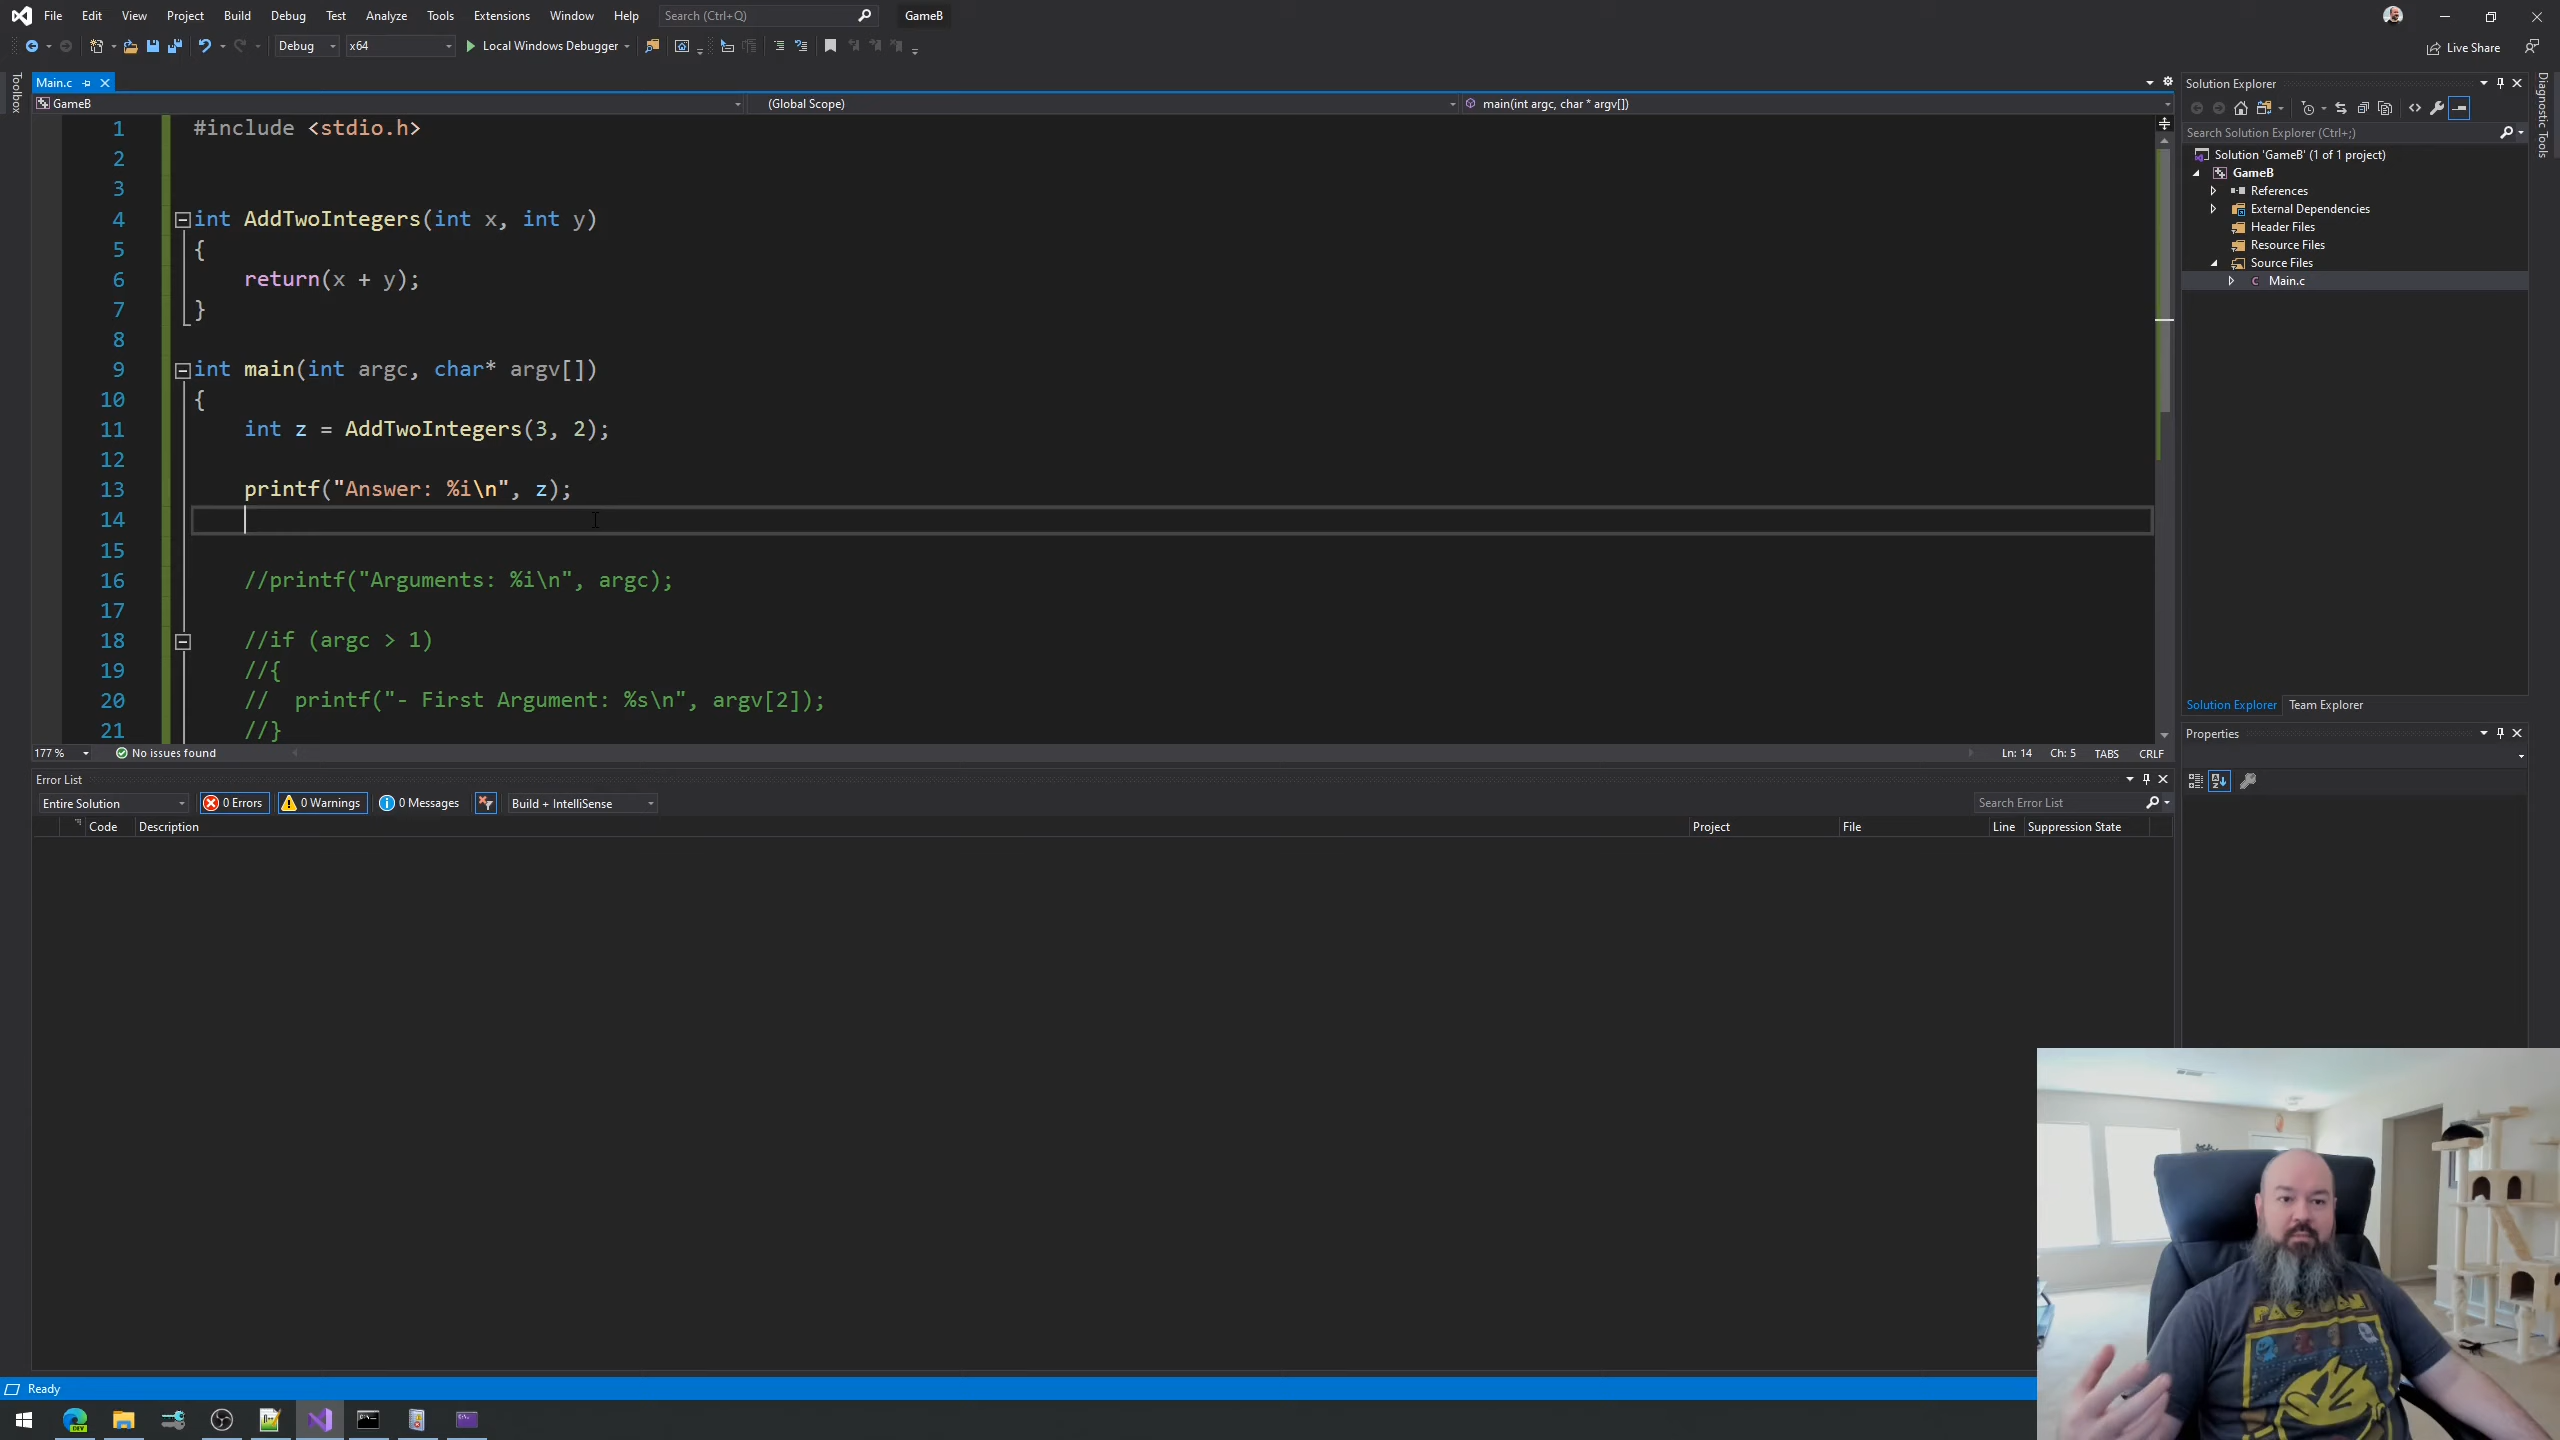 File Edit View Project Build Debug Test Analyze Tools Extensions Window Help Search (Ctrl+Q) GameB
Debug x64 Local Windows Debugger Live Share
Toolbox
Main.c
GameB (Global Scope) main(int argc, char * argv[])
1 #include <stdio.h>
2
3
4 int AddTwoIntegers(int x, int y)
5 {
6 return(x + y);
7 }
8
9 int main(int argc, char* argv[])
10 {
11 int z = AddTwoIntegers(3, 2);
12
13 printf("Answer: %i\n", z);
14
15
16 //printf("Arguments: %i\n", argc);
17
18 //if (argc > 1)
19 //{
20 // printf("- First Argument: %s\n", argv[2]);
21 //}
177 % No issues found Ln: 14 Ch: 5 TABS CRLF
Error List
Entire Solution 0 Errors 0 Warnings 0 Messages Build + IntelliSense Search Error List
Code Description Project File Line Suppression State
Solution Explorer
Search Solution Explorer (Ctrl+;)
Solution 'GameB' (1 of 1 project)
GameB
References
External Dependencies
Header Files
Resource Files
Source Files
C Main.c
Solution Explorer Team Explorer
Properties
Diagnostic Tools
Ready
DEV
PAC-MAN